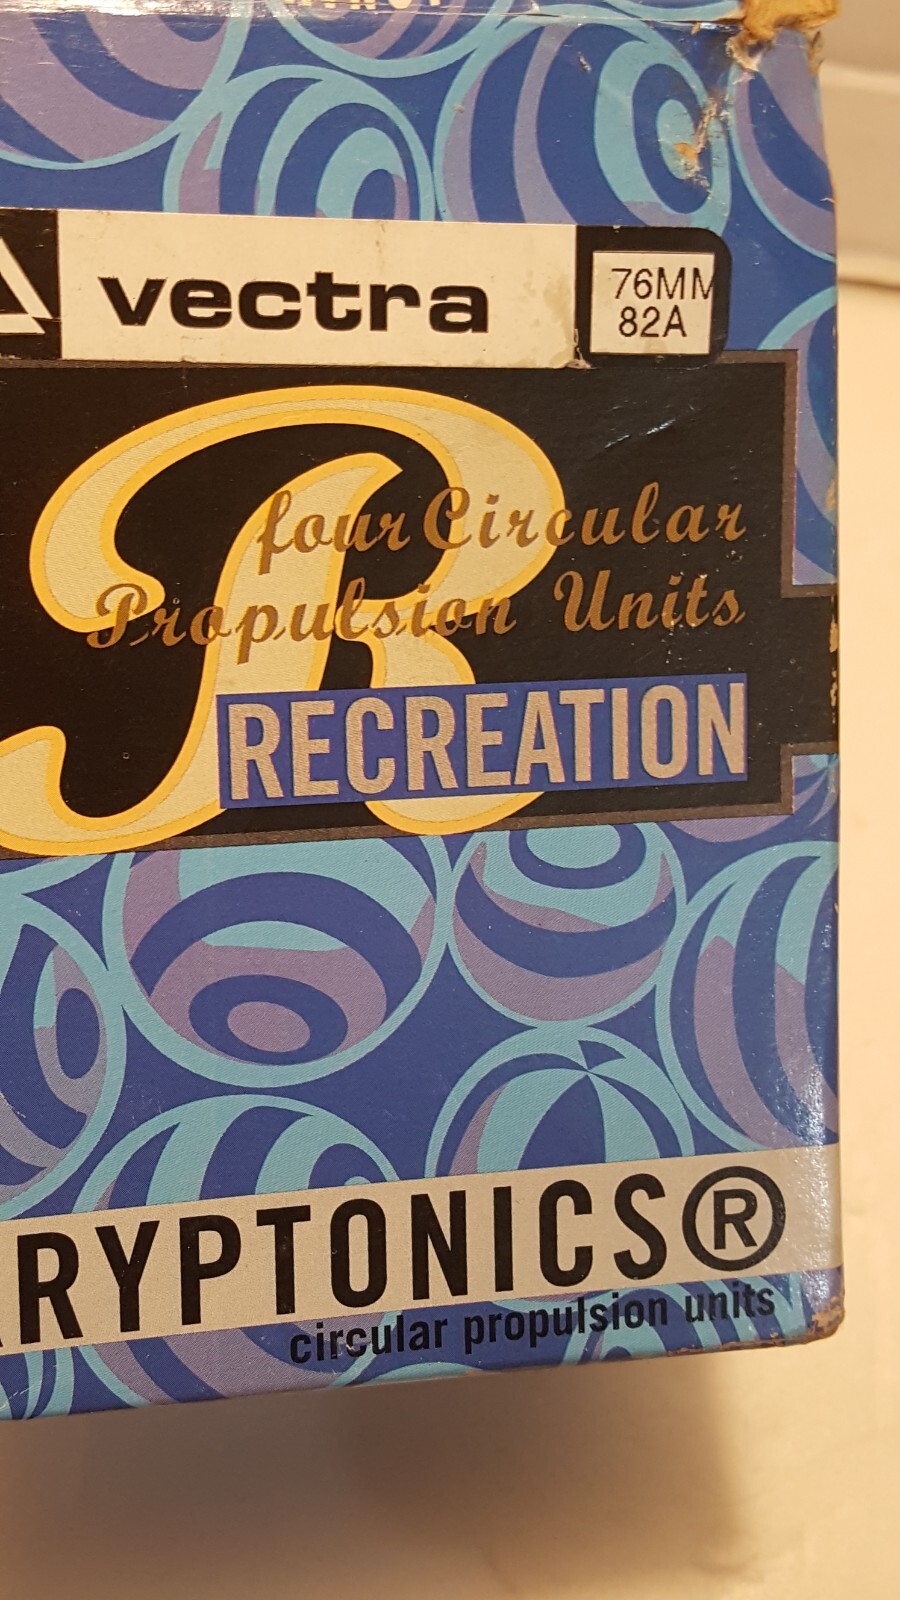 vectra
76MM
82A
four Circular
Propulsion Units
RECREATION
RYPTONICS®
circular propulsion units